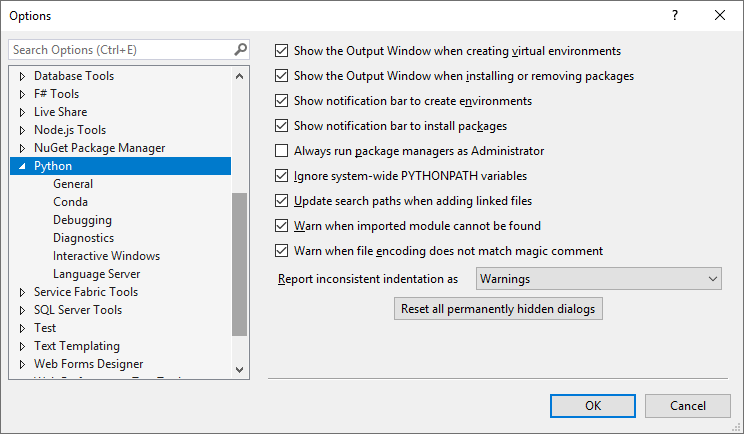 Options
Search Options (Ctrl+E)
Database Tools
F# Tools
Live Share
Node.js Tools
NuGet Package Manager
Python
General
Conda
Debugging
Diagnostics
Interactive Windows
Language Server
Service Fabric Tools
SQL Server Tools
Test
Text Templating
Web Forms Designer
Show the Output Window when creating virtual environments
Show the Output Window when installing or removing packages
Show notification bar to create environments
Show notification bar to install packages
Always run package managers as Administrator
Ignore system-wide PYTHONPATH variables
Update search paths when adding linked files
Warn when imported module cannot be found
Warn when file encoding does not match magic comment
Report inconsistent indentation as Warnings
Reset all permanently hidden dialogs
OK Cancel